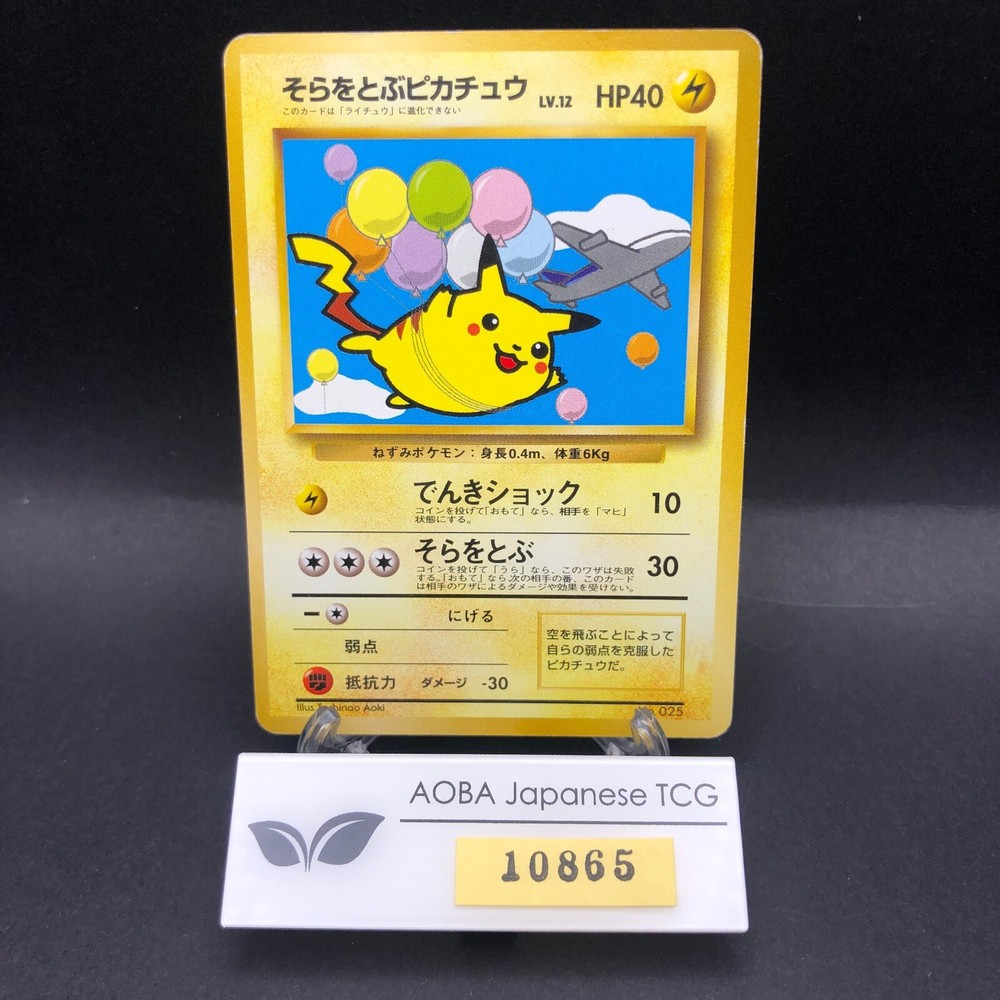 そらをとぶピカチュウ LV.12 HP40
このカードは「ライチュウ」に進化できない
ねずみポケモン：身長0.4m、体重6Kg
でんきショック 10
コインを投げて「おもて」なら、相手を「マヒ」
状態にする。
そらをとぶ 30
コインを投げて「うら」なら、このワザは失敗
する。「おもて」なら次の相手の番、このカード
は相手のワザによるダメージや効果を受けない。
− にげる
弱点
抵抗力 ダメージ -30
空を飛ぶことによって
自らの弱点を克服した
ピカチュウだ。
Illus Aoki 025
AOBA Japanese TCG
10865